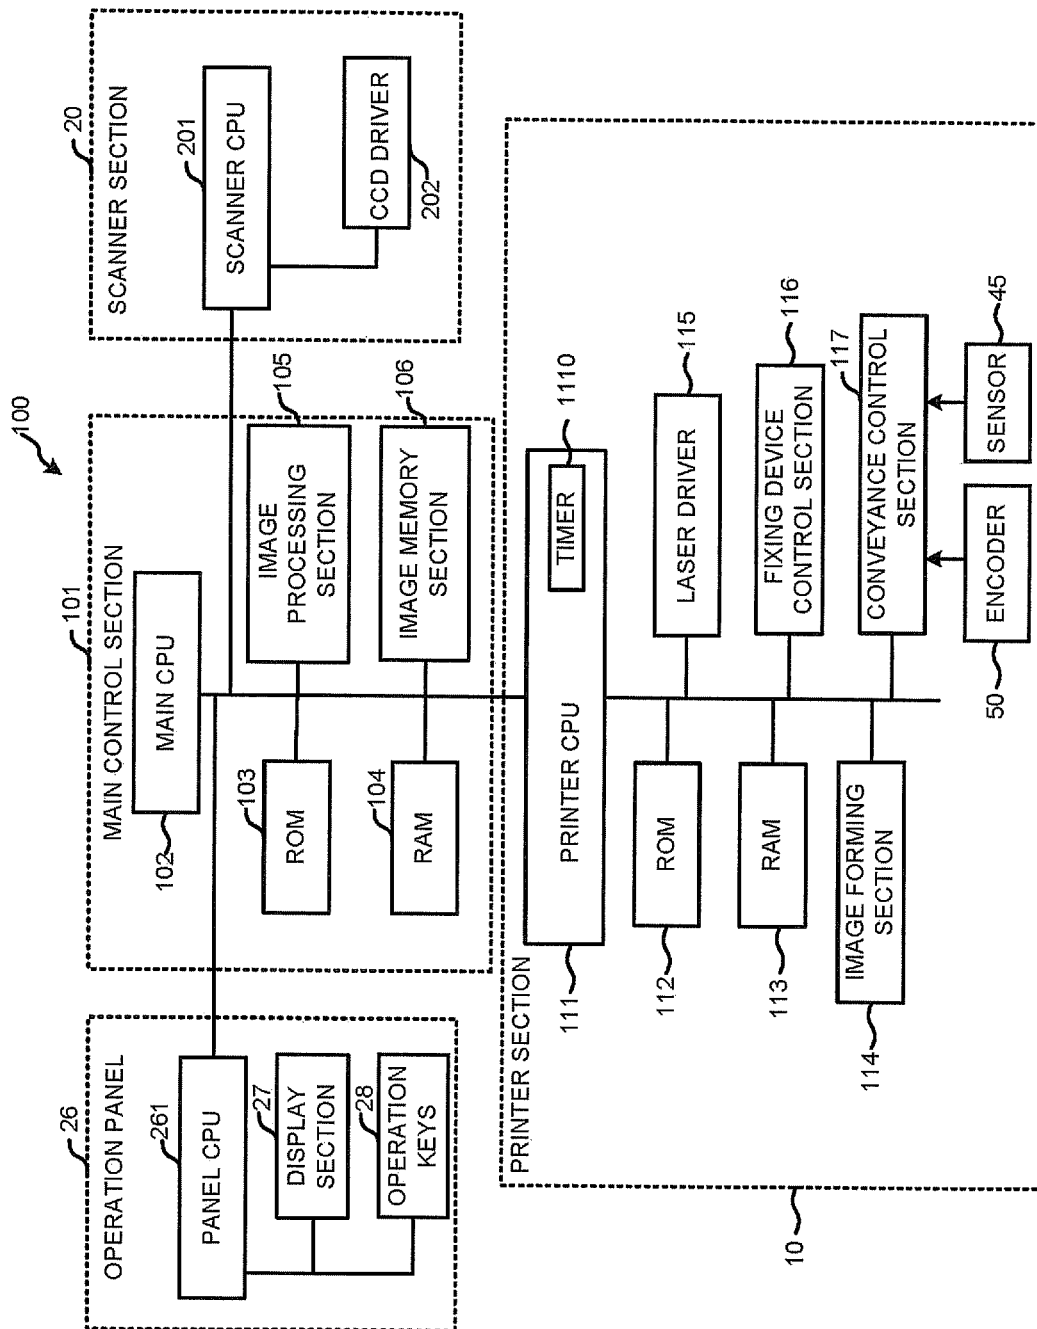 100
26
OPERATION PANEL
261
PANEL CPU
27
DISPLAY
SECTION
28
OPERATION
KEYS
101
MAIN CONTROL SECTION
MAIN CPU
102
103
ROM
104
RAM
105
IMAGE
PROCESSING
SECTION
106
IMAGE MEMORY
SECTION
20
SCANNER SECTION
201
SCANNER CPU
CCD DRIVER
202
PRINTER SECTION
10
PRINTER CPU
111
TIMER
1110
ROM
112
RAM
113
IMAGE FORMING
SECTION
114
LASER DRIVER
115
FIXING DEVICE
CONTROL SECTION
116
117
CONVEYANCE CONTROL
SECTION
ENCODER
50
SENSOR
45